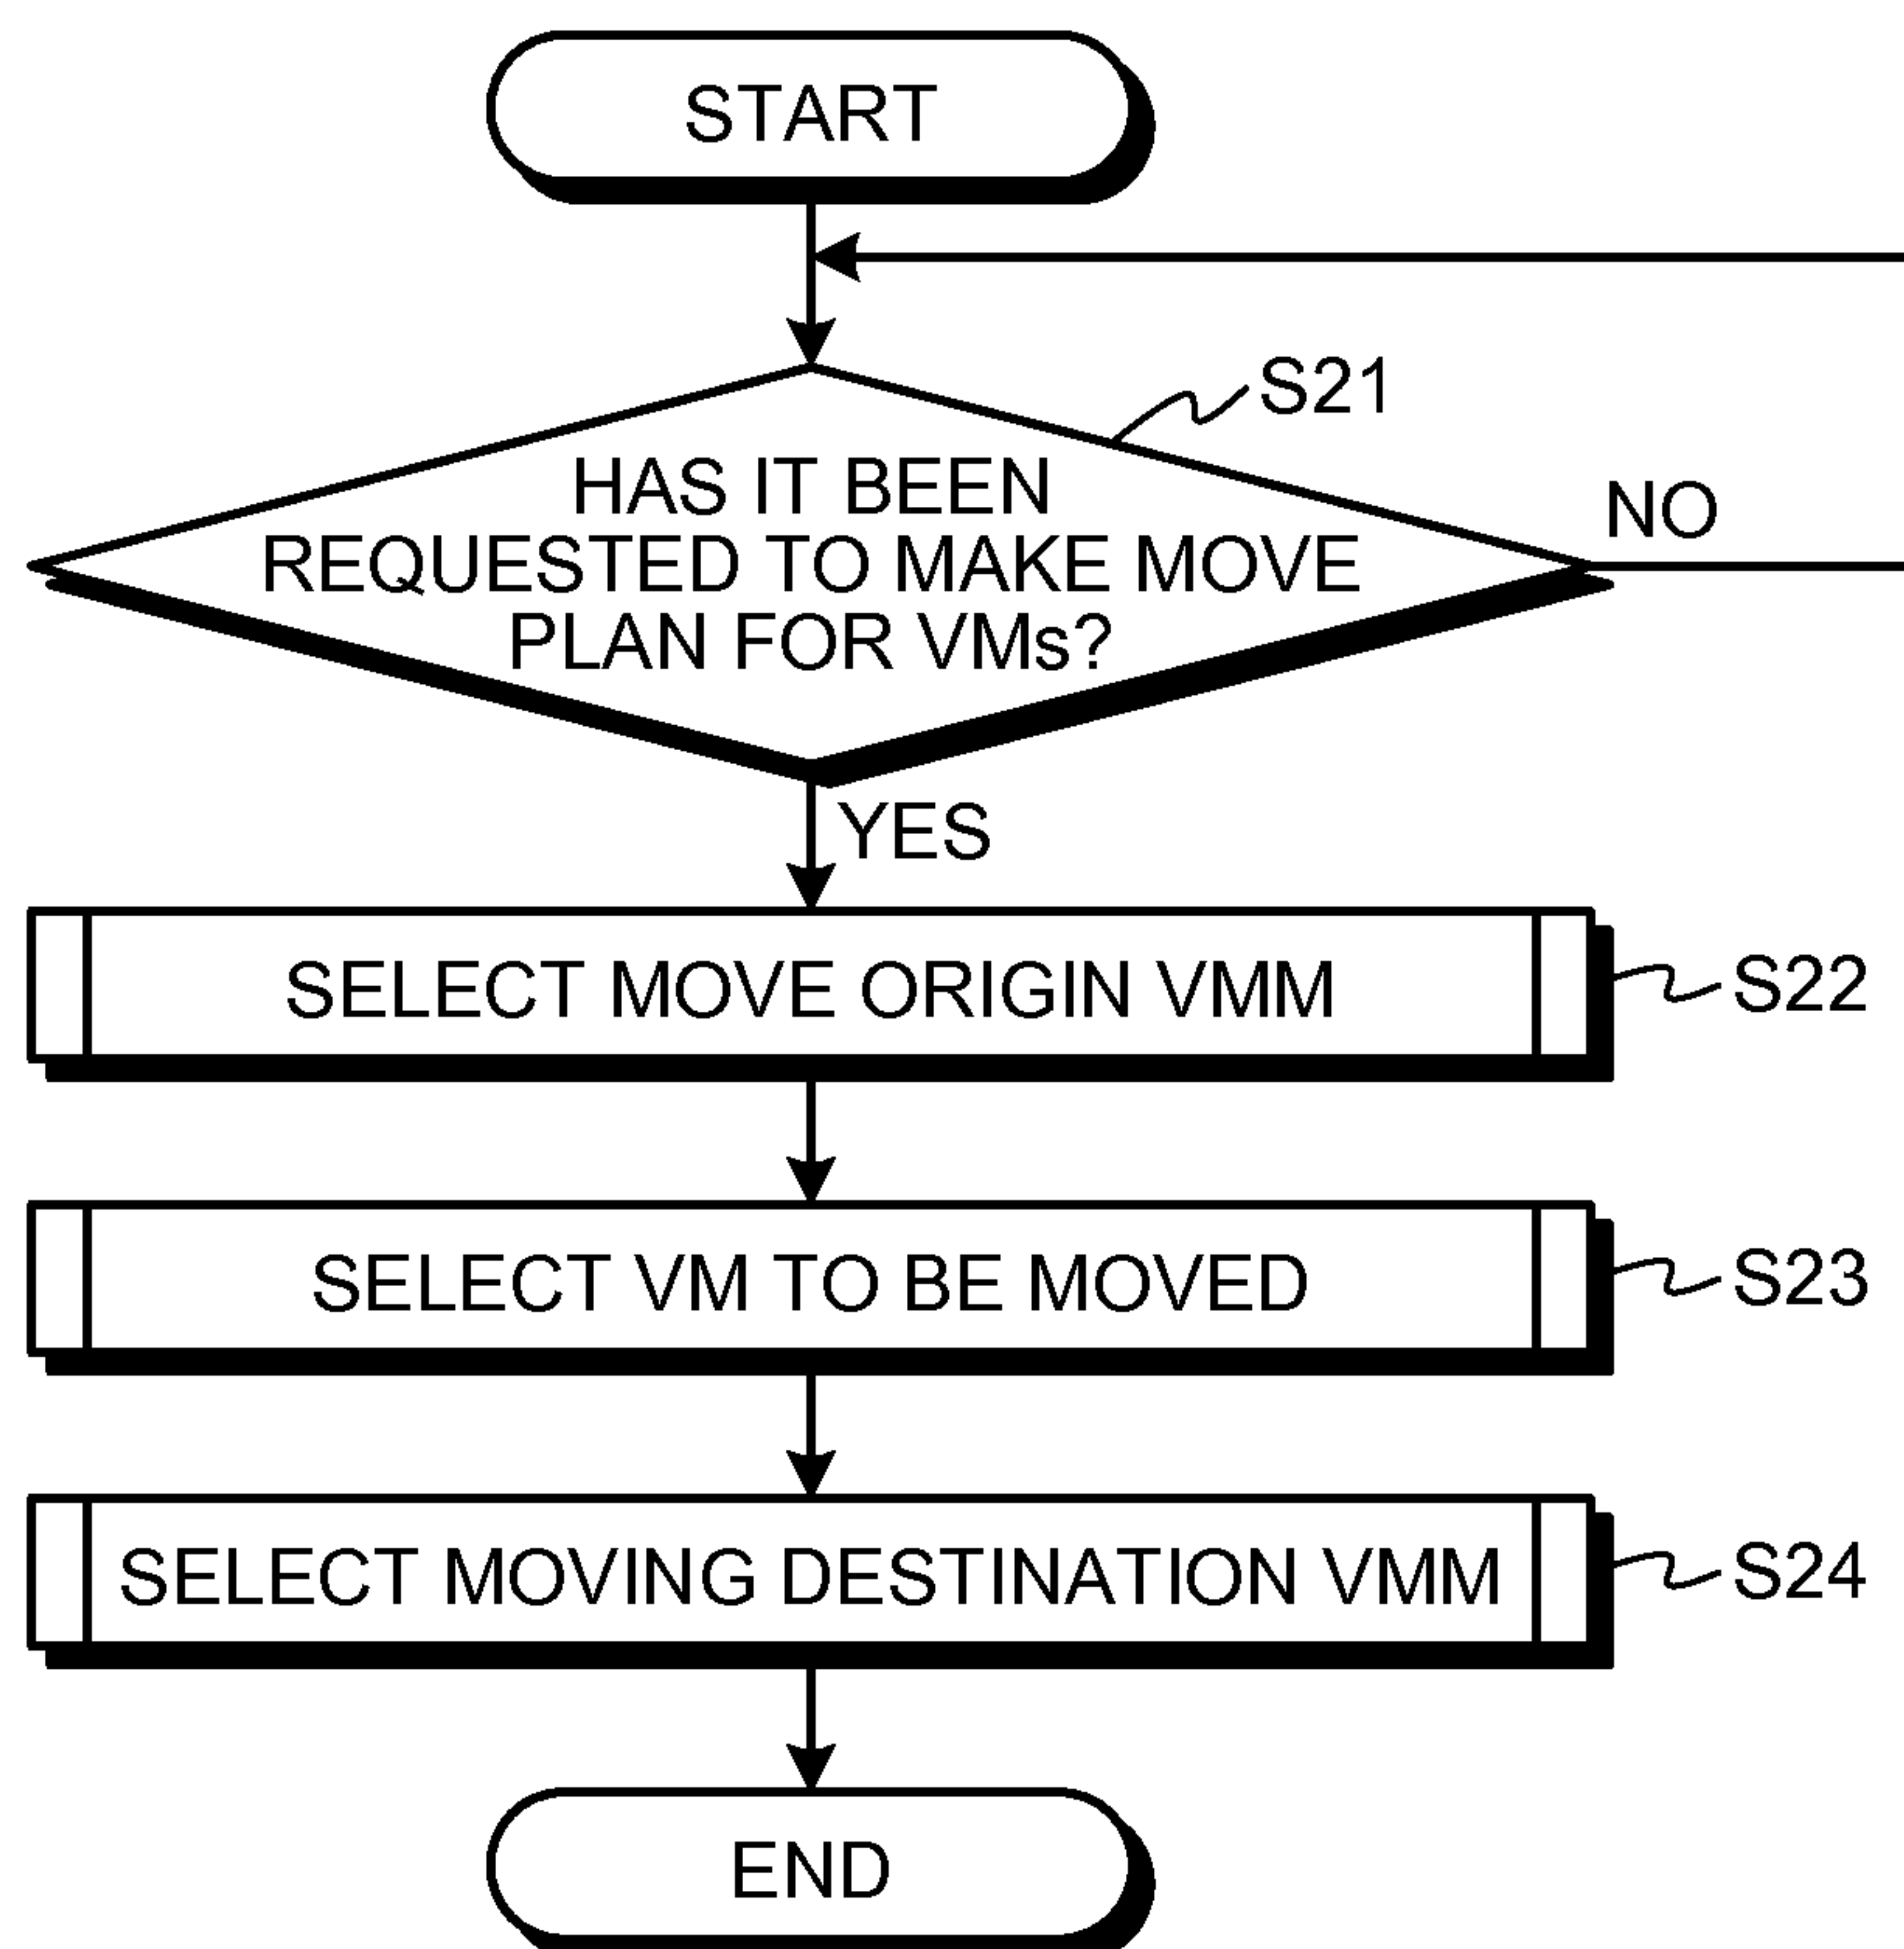 START
S21
HAS IT BEEN
REQUESTED TO MAKE MOVE
PLAN FOR VMs?
NO
YES
SELECT MOVE ORIGIN VMM
S22
SELECT VM TO BE MOVED
S23
SELECT MOVING DESTINATION VMM
S24
END